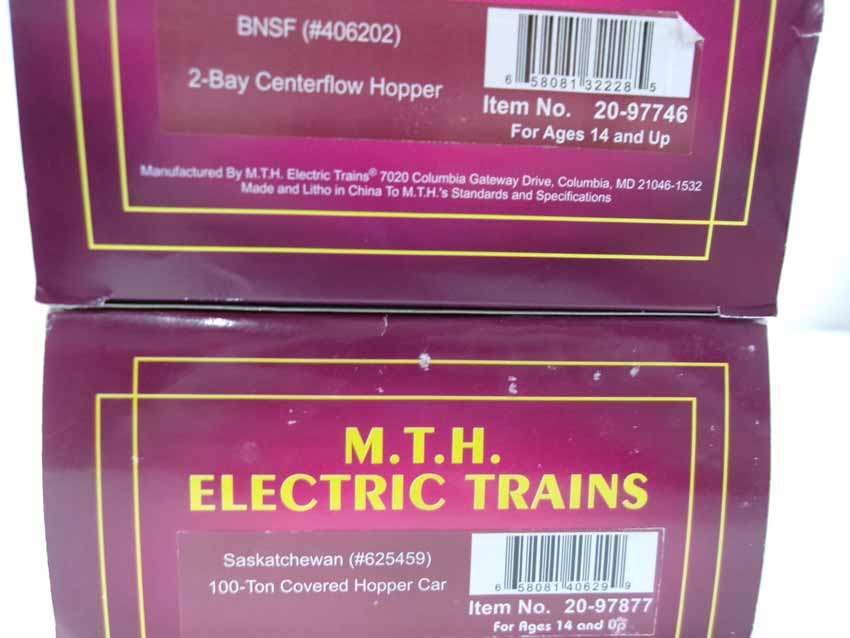 BNSF (#406202)
2-Bay Centerflow Hopper
6 58081 32228 5
Item No. 20-97746
For Ages 14 and Up
Manufactured By M.T.H. Electric Trains® 7020 Columbia Gateway Drive, Columbia, MD 21046-1532
Made and Litho in China To M.T.H.'s Standards and Specifications
M.T.H.
ELECTRIC TRAINS
Saskatchewan (#625459)
100-Ton Covered Hopper Car
6 58081 40629 9
Item No. 20-97877
For Ages 14 and Up